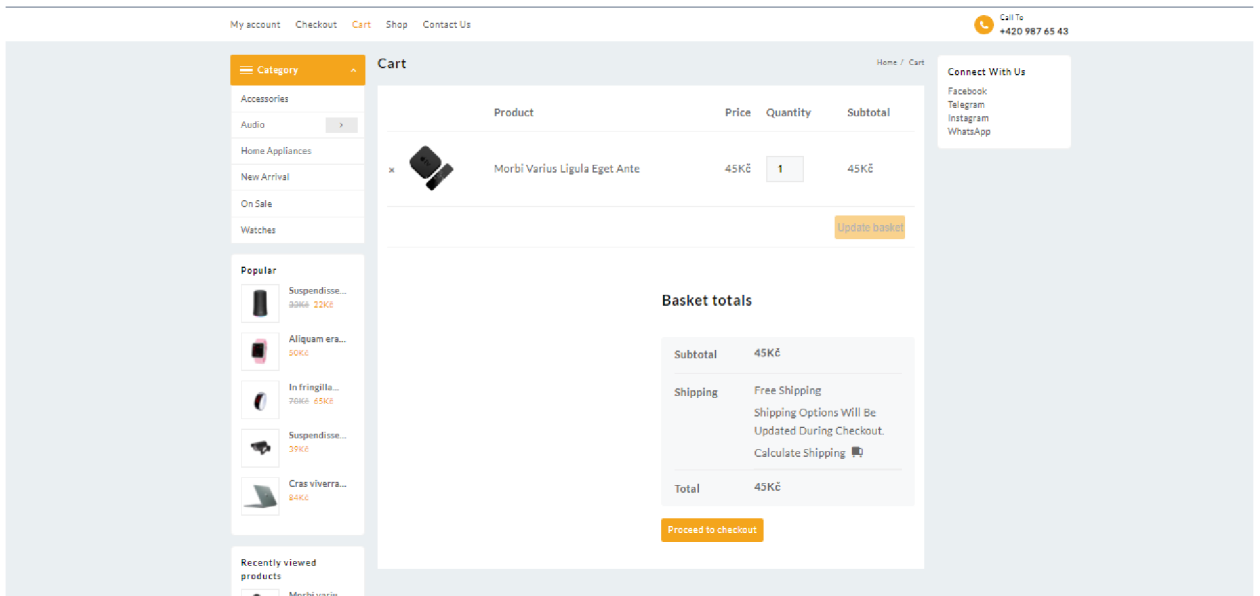 My account Checkout Cart Shop Contact Us
Call To
+420 987 65 43
Category
Accessories
Audio
Home Appliances
New Arrival
On Sale
Watches
Popular
Suspendisse...
33Kč 22Kč
Aliquam era...
50Kč
In fringilla...
70Kč 65Kč
Suspendisse...
39Kč
Cras viverra...
84Kč
Recently viewed
products
Cart
Home / Cart
Product Price Quantity Subtotal
× Morbi Varius Ligula Eget Ante 45Kč 1 45Kč
Update basket
Basket totals
Subtotal 45Kč
Shipping Free Shipping
Shipping Options Will Be
Updated During Checkout.
Calculate Shipping
Total 45Kč
Proceed to checkout
Connect With Us
Facebook
Telegram
Instagram
WhatsApp